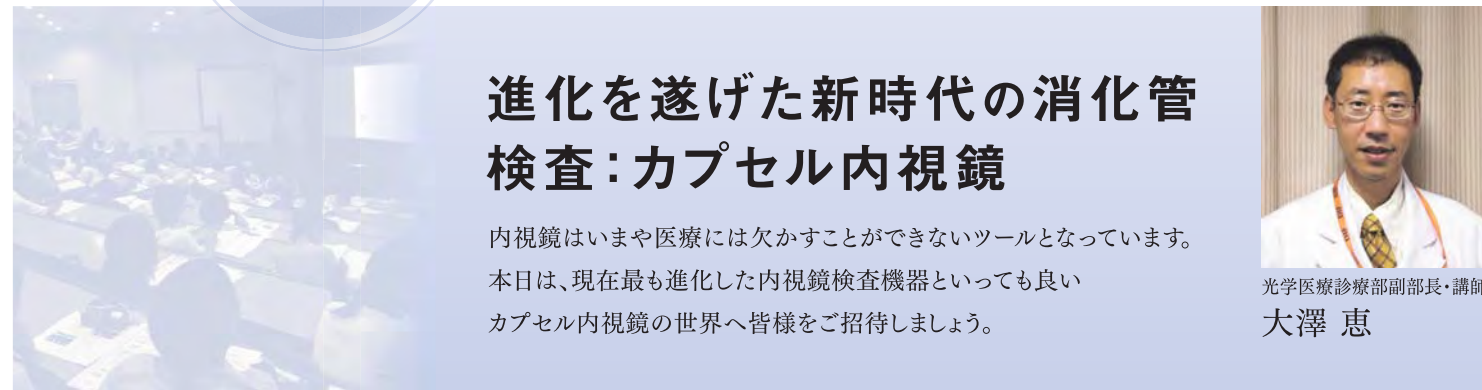 進化を遂げた新時代の消化管
検査:カプセル内視鏡
内視鏡はいまや医療には欠かすことができないツールとなっています。
本日は、現在最も進化した内視鏡検査機器といっても良い
カプセル内視鏡の世界へ皆様をご招待しましょう。
光学医療診療部副部長・講師
大澤 恵